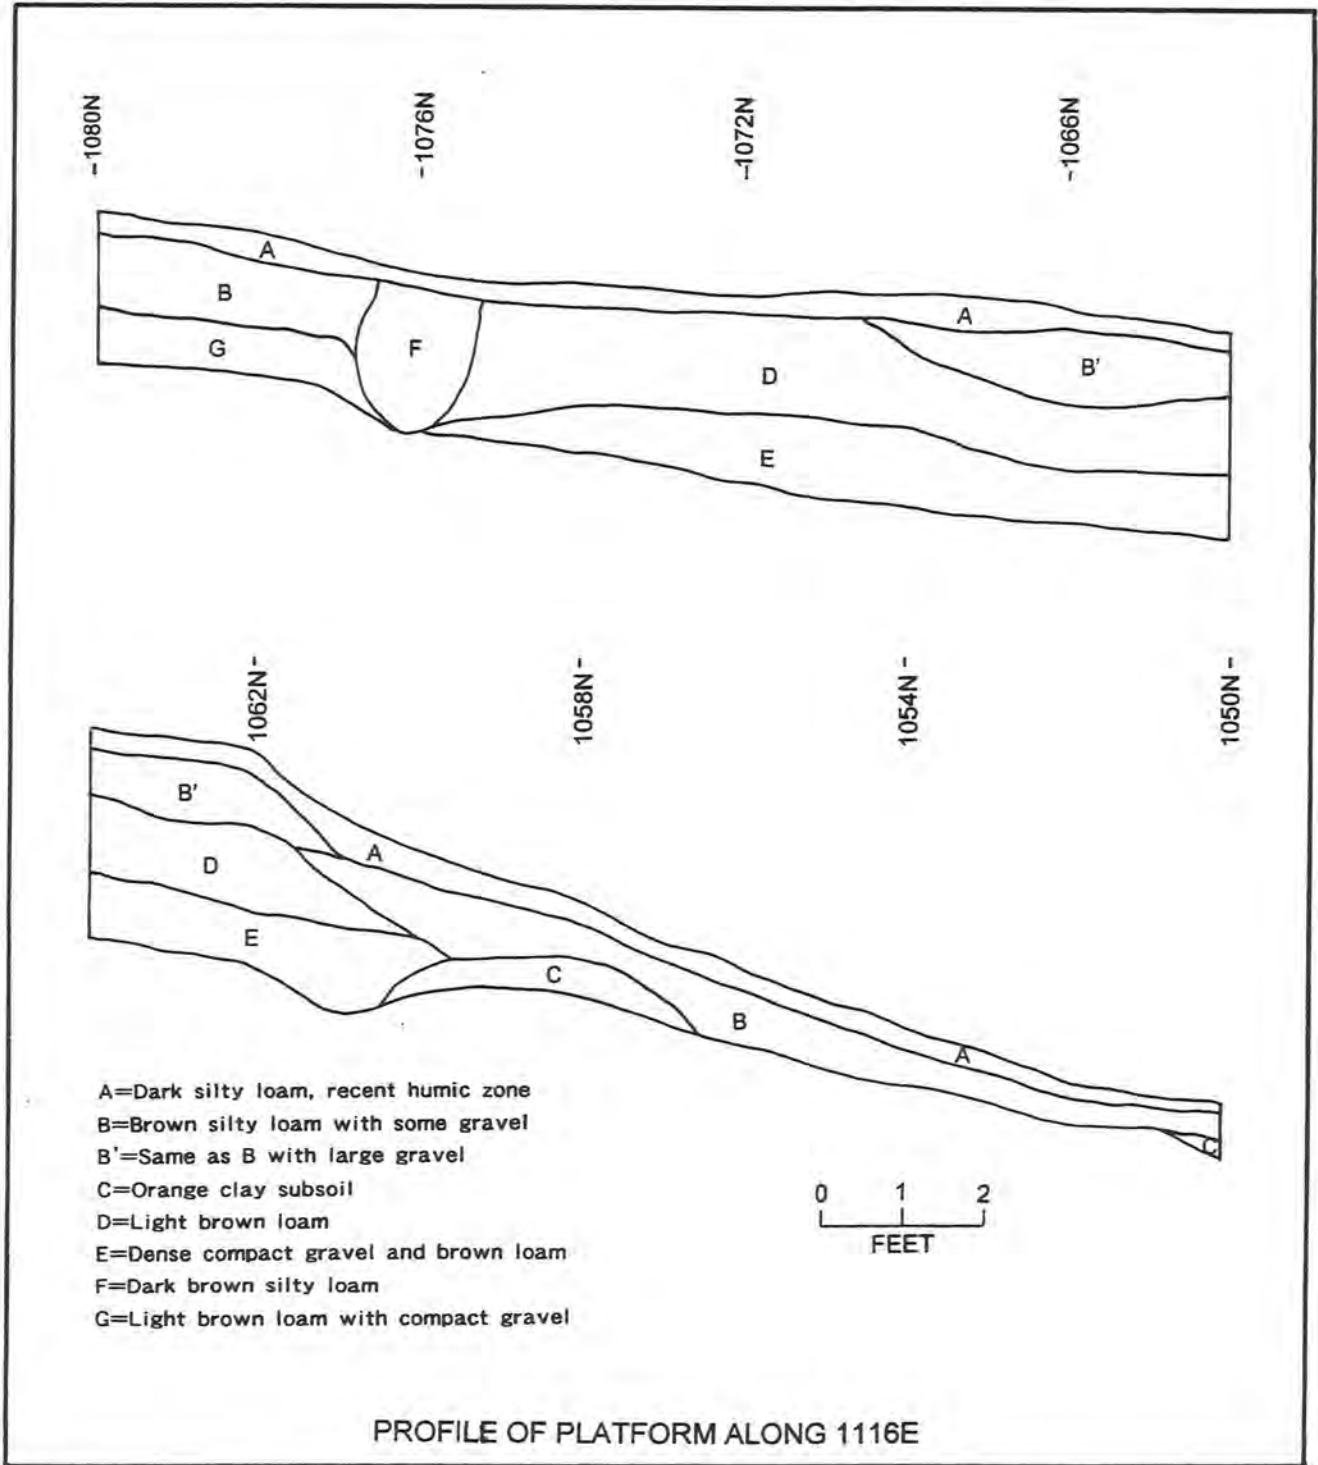 -1080N
-1076N
-1072N
-1066N
A
B
G
F
D
E
A
B'
1062N-
1058N-
1054N-
1050N-
B'
D
E
A
C
B
A
C
A=Dark silty loam, recent humic zone
B=Brown silty loam with some gravel
B'=Same as B with large gravel
C=Orange clay subsoil
D=Light brown loam
E=Dense compact gravel and brown loam
F=Dark brown silty loam
G=Light brown loam with compact gravel
0 1 2
FEET
PROFILE OF PLATFORM ALONG 1116E